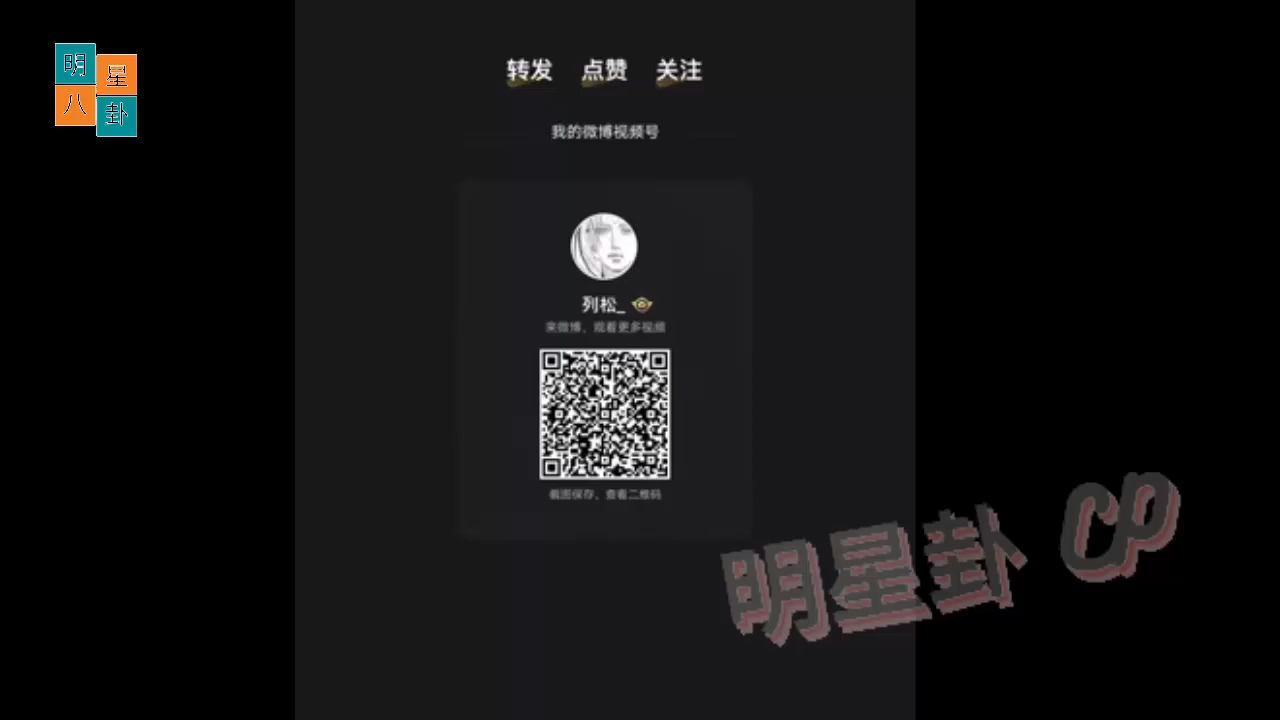 明星
八卦
转发 点赞 关注
我的微博视频号
列松_
来微博，观看更多视频
截图保存，查看二维码
明星卦 CP